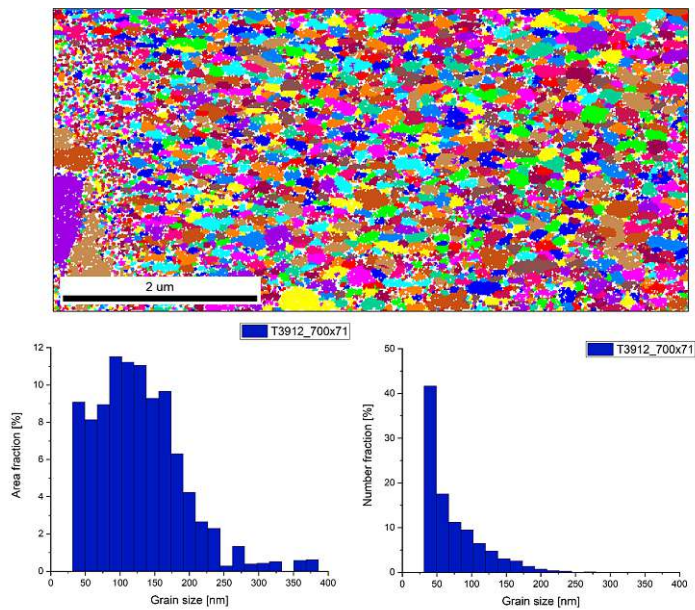 2 um
T3912_700x71
12
10
8
6
4
2
0
Area fraction [%]
0 50 100 150 200 250 300 350 400
Grain size [nm]
T3912_700x71
50
40
30
20
10
0
Number fraction [%]
0 50 100 150 200 250 300 350 400
Grain size [nm]